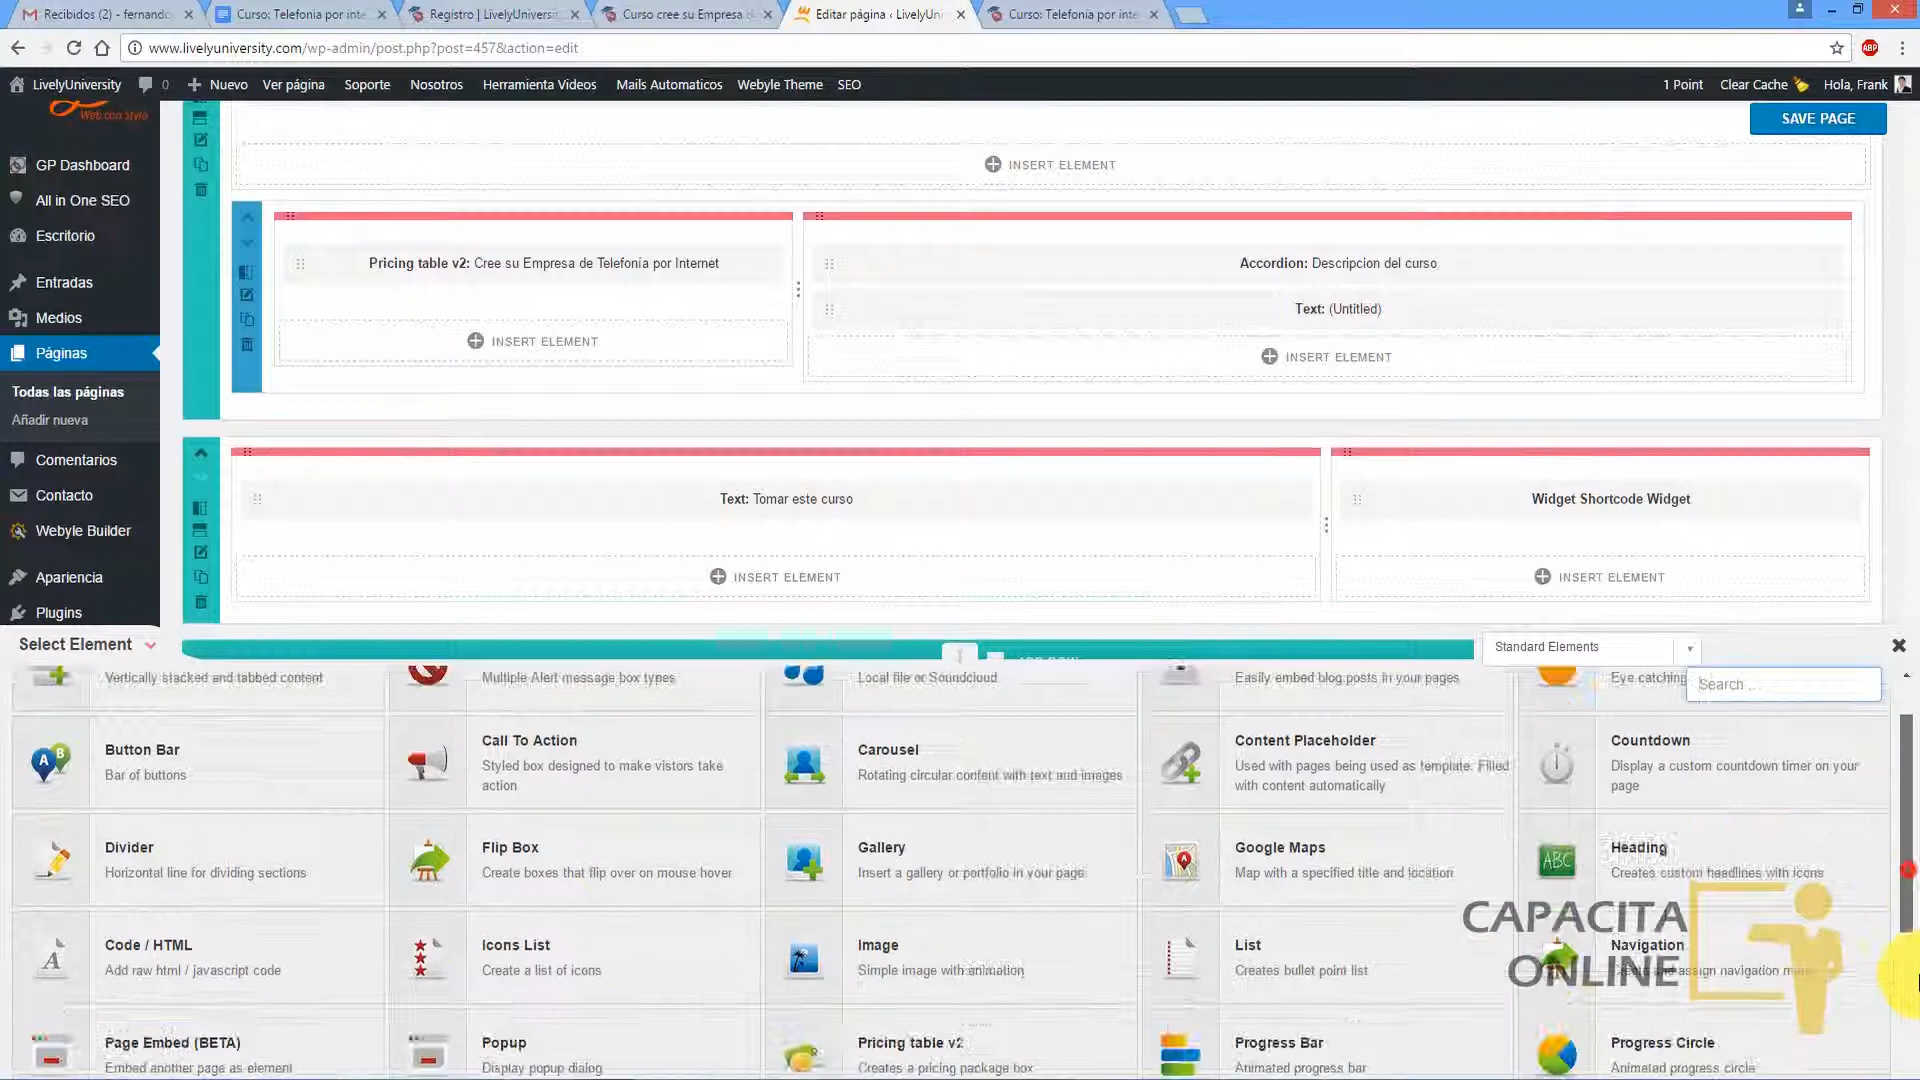 Recibidos (2) - fernando
Curso: Telefonia por inte
Registro | LivelyUniversi
Curso cree su Empresa d
Editar página ‹ LivelyUni
Curso: Telefonia por inte
www.livelyuniversity.com/wp-admin/post.php?post=457&action=edit
ABP
LivelyUniversity
0
Nuevo
Ver página
Soporte
Nosotros
Herramienta Videos
Mails Automaticos
Webyle Theme
SEO
1 Point
Clear Cache
Hola, Frank
Web con Stylo
SAVE PAGE
GP Dashboard
All in One SEO
Escritorio
Entradas
Medios
Páginas
Todas las páginas
Añadir nueva
Comentarios
Contacto
Webyle Builder
Apariencia
Plugins
INSERT ELEMENT
Pricing table v2: Cree su Empresa de Telefonía por Internet
INSERT ELEMENT
Accordion: Descripcion del curso
Text: (Untitled)
INSERT ELEMENT
Text: Tomar este curso
INSERT ELEMENT
Widget Shortcode Widget
INSERT ELEMENT
Select Element
Standard Elements
Search ...
Vertically stacked and tabbed content
Multiple Alert message box types
Local file or Soundcloud
Easily embed blog posts in your pages
Eye catching
Button Bar
Bar of buttons
Call To Action
Styled box designed to make vistors take
action
Carousel
Rotating circular content with text and images
Content Placeholder
Used with pages being used as template. Filled
with content automatically
Countdown
Display a custom countdown timer on your
page
Divider
Horizontal line for dividing sections
Flip Box
Create boxes that flip over on mouse hover
Gallery
Insert a gallery or portfolio in your page
Google Maps
Map with a specified title and location
ABC
Heading
Creates custom headlines with icons
Code / HTML
Add raw html / javascript code
Icons List
Create a list of icons
Image
Simple image with animation
List
Creates bullet point list
Navigation
Create and assign navigation
Page Embed (BETA)
Embed another page as element
Popup
Display popup dialog
Pricing table v2
Creates a pricing package box
Progress Bar
Animated progress bar
Progress Circle
Animated progress circle
CAPACITA
ONLINE